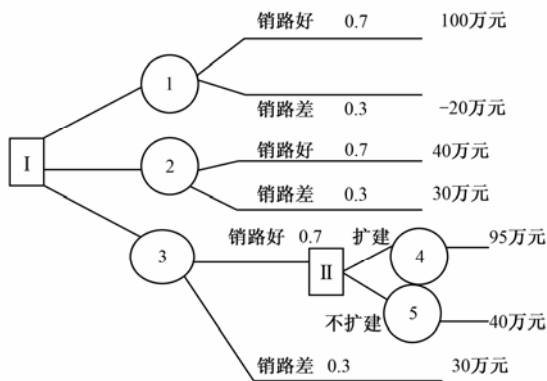 销路好 0.7 100万元
1
销路差 0.3 -20万元
I
销路好 0.7 40万元
2
销路差 0.3 30万元
销路好 0.7 扩建 95万元
3
II
4
不扩建 5 40万元
销路差 0.3 30万元